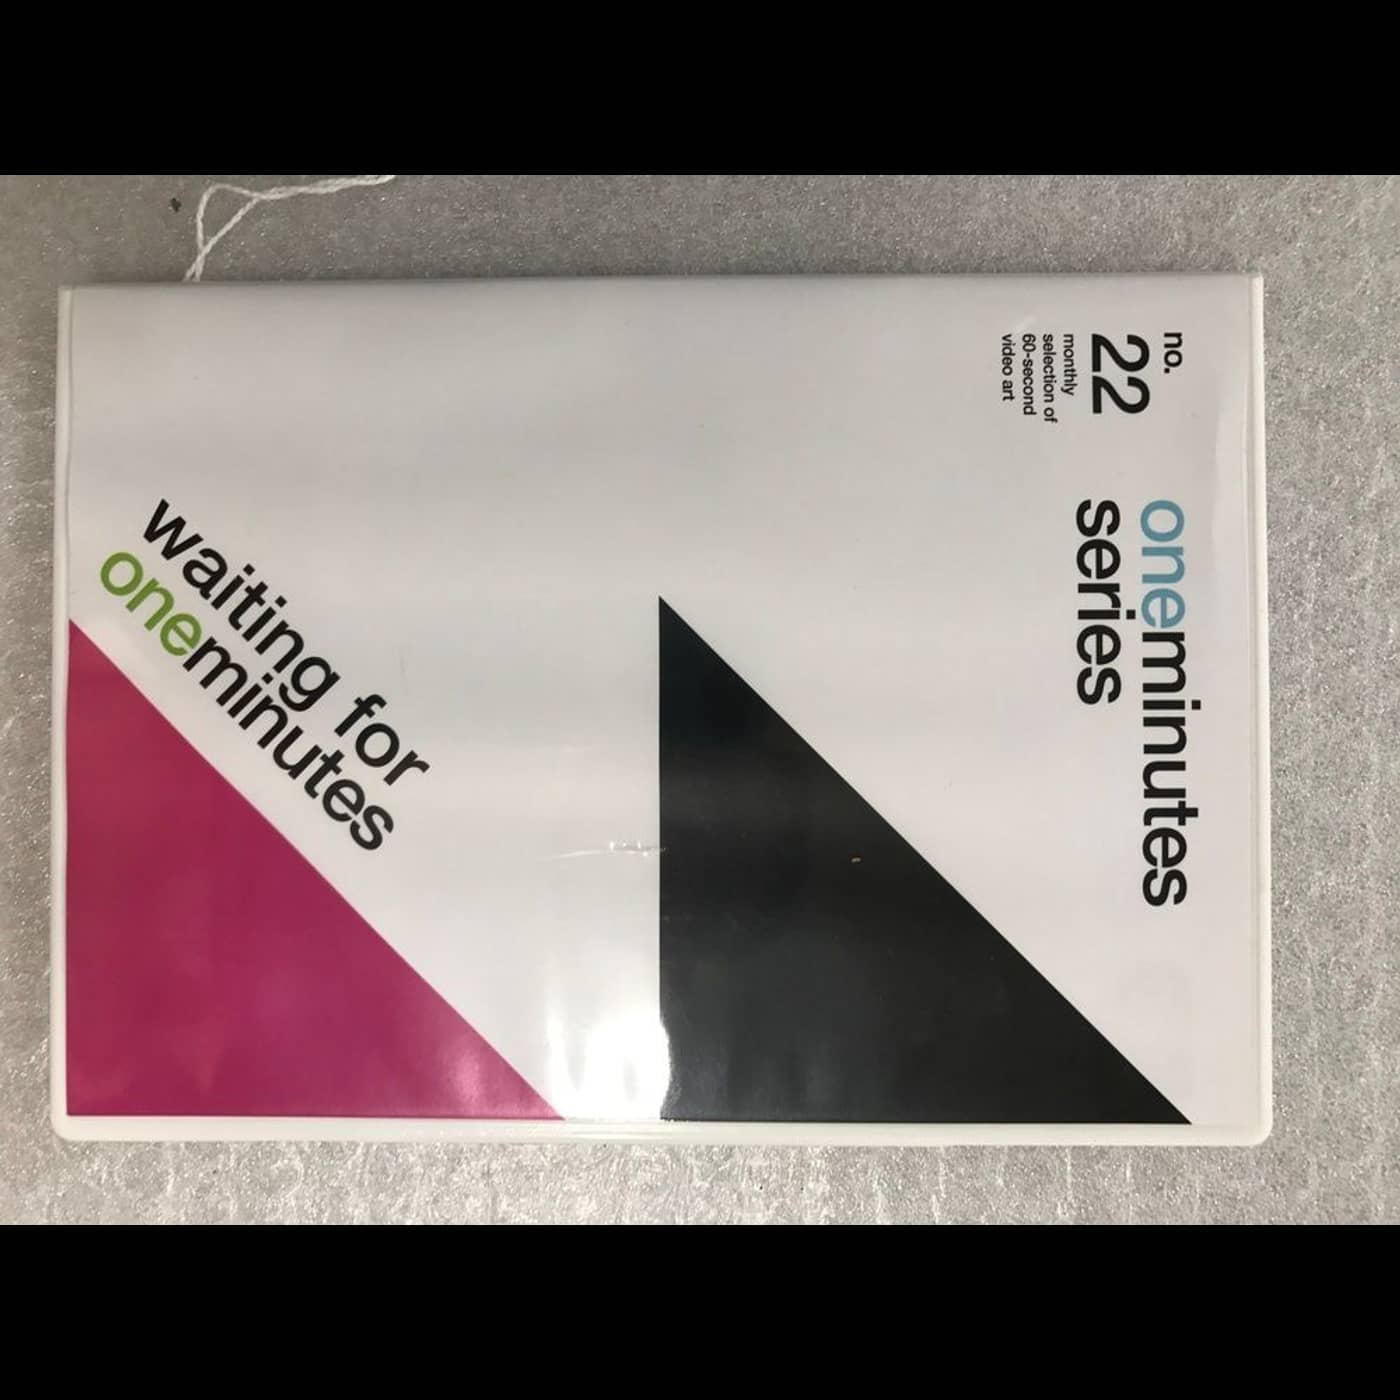 no.
22
monthly
selection of
60-second
video art
oneminutes
series
waiting for
oneminutes